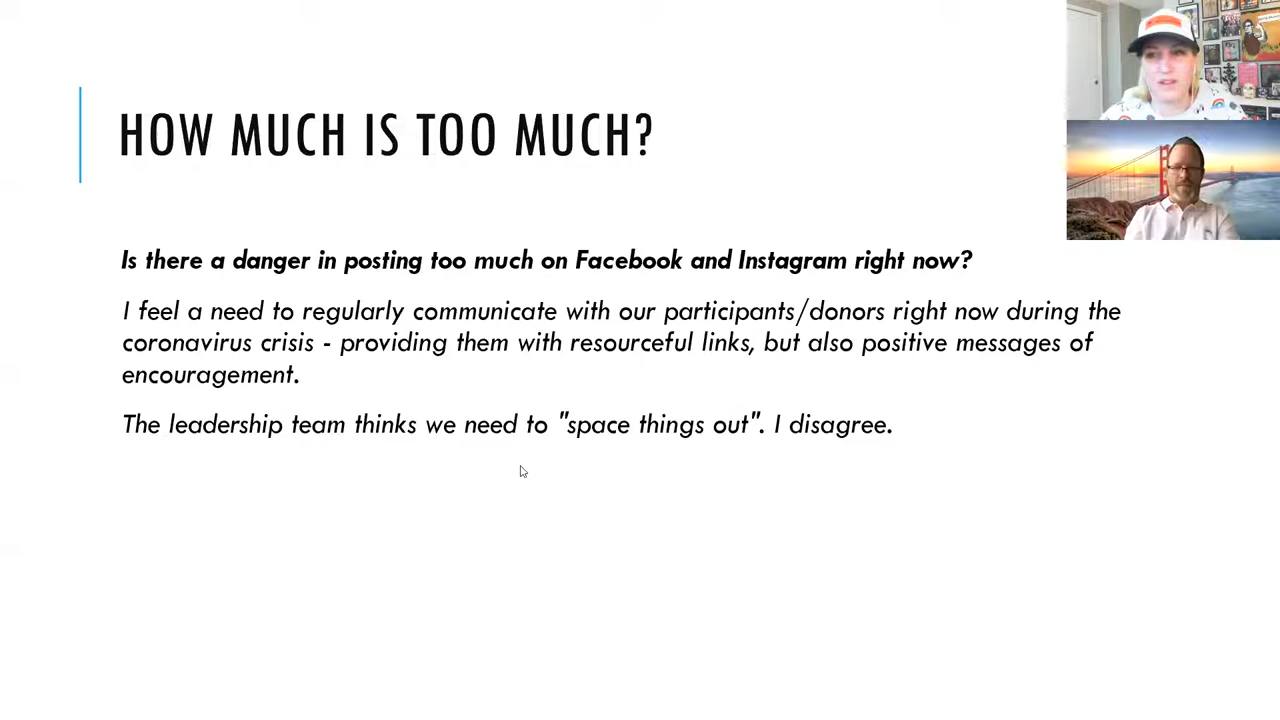 HOW MUCH IS TOO MUCH?
Is there a danger in posting too much on Facebook and Instagram right now?
I feel a need to regularly communicate with our participants/donors right now during the
coronavirus crisis - providing them with resourceful links, but also positive messages of
encouragement.
The leadership team thinks we need to "space things out". I disagree.